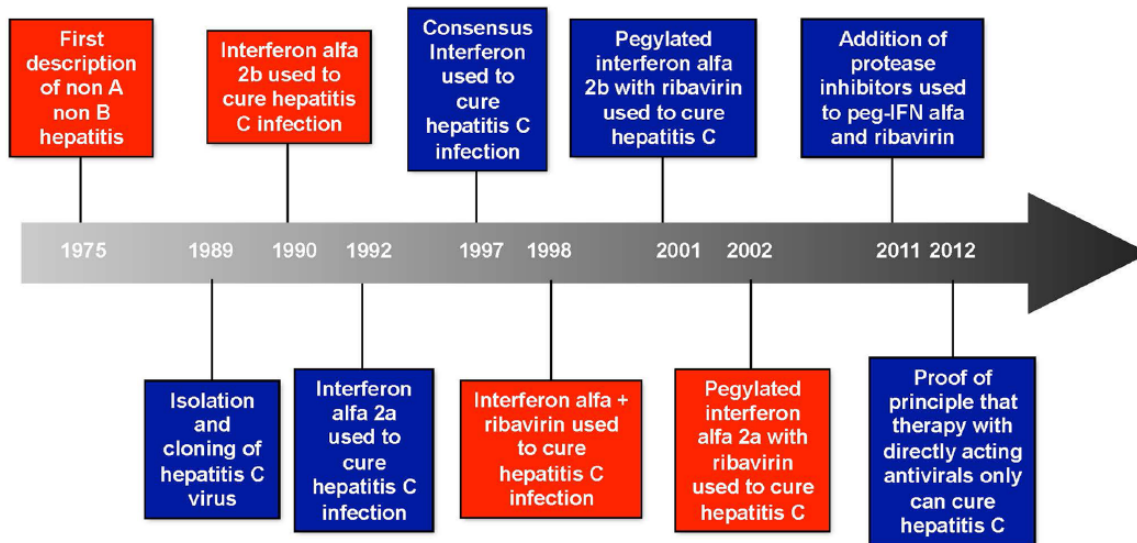 First
description
of non A
non B
hepatitis
Interferon alfa
2b used to
cure hepatitis
C infection
Consensus
Interferon
used to
cure
hepatitis C
infection
Pegylated
interferon alfa
2b with ribavirin
used to cure
hepatitis C
Addition of
protease
inhibitors used
to peg-IFN alfa
and ribavirin
1975
1989
1990
1992
1997
1998
2001
2002
2011
2012
Isolation
and
cloning of
hepatitis C
virus
Interferon
alfa 2a
used to
cure
hepatitis C
infection
Interferon alfa +
ribavirin used to
cure
hepatitis C
infection
Pegylated
interferon
alfa 2a with
ribavirin
used to cure
hepatitis C
Proof of
principle that
therapy with
directly acting
antivirals only
can cure
hepatitis C